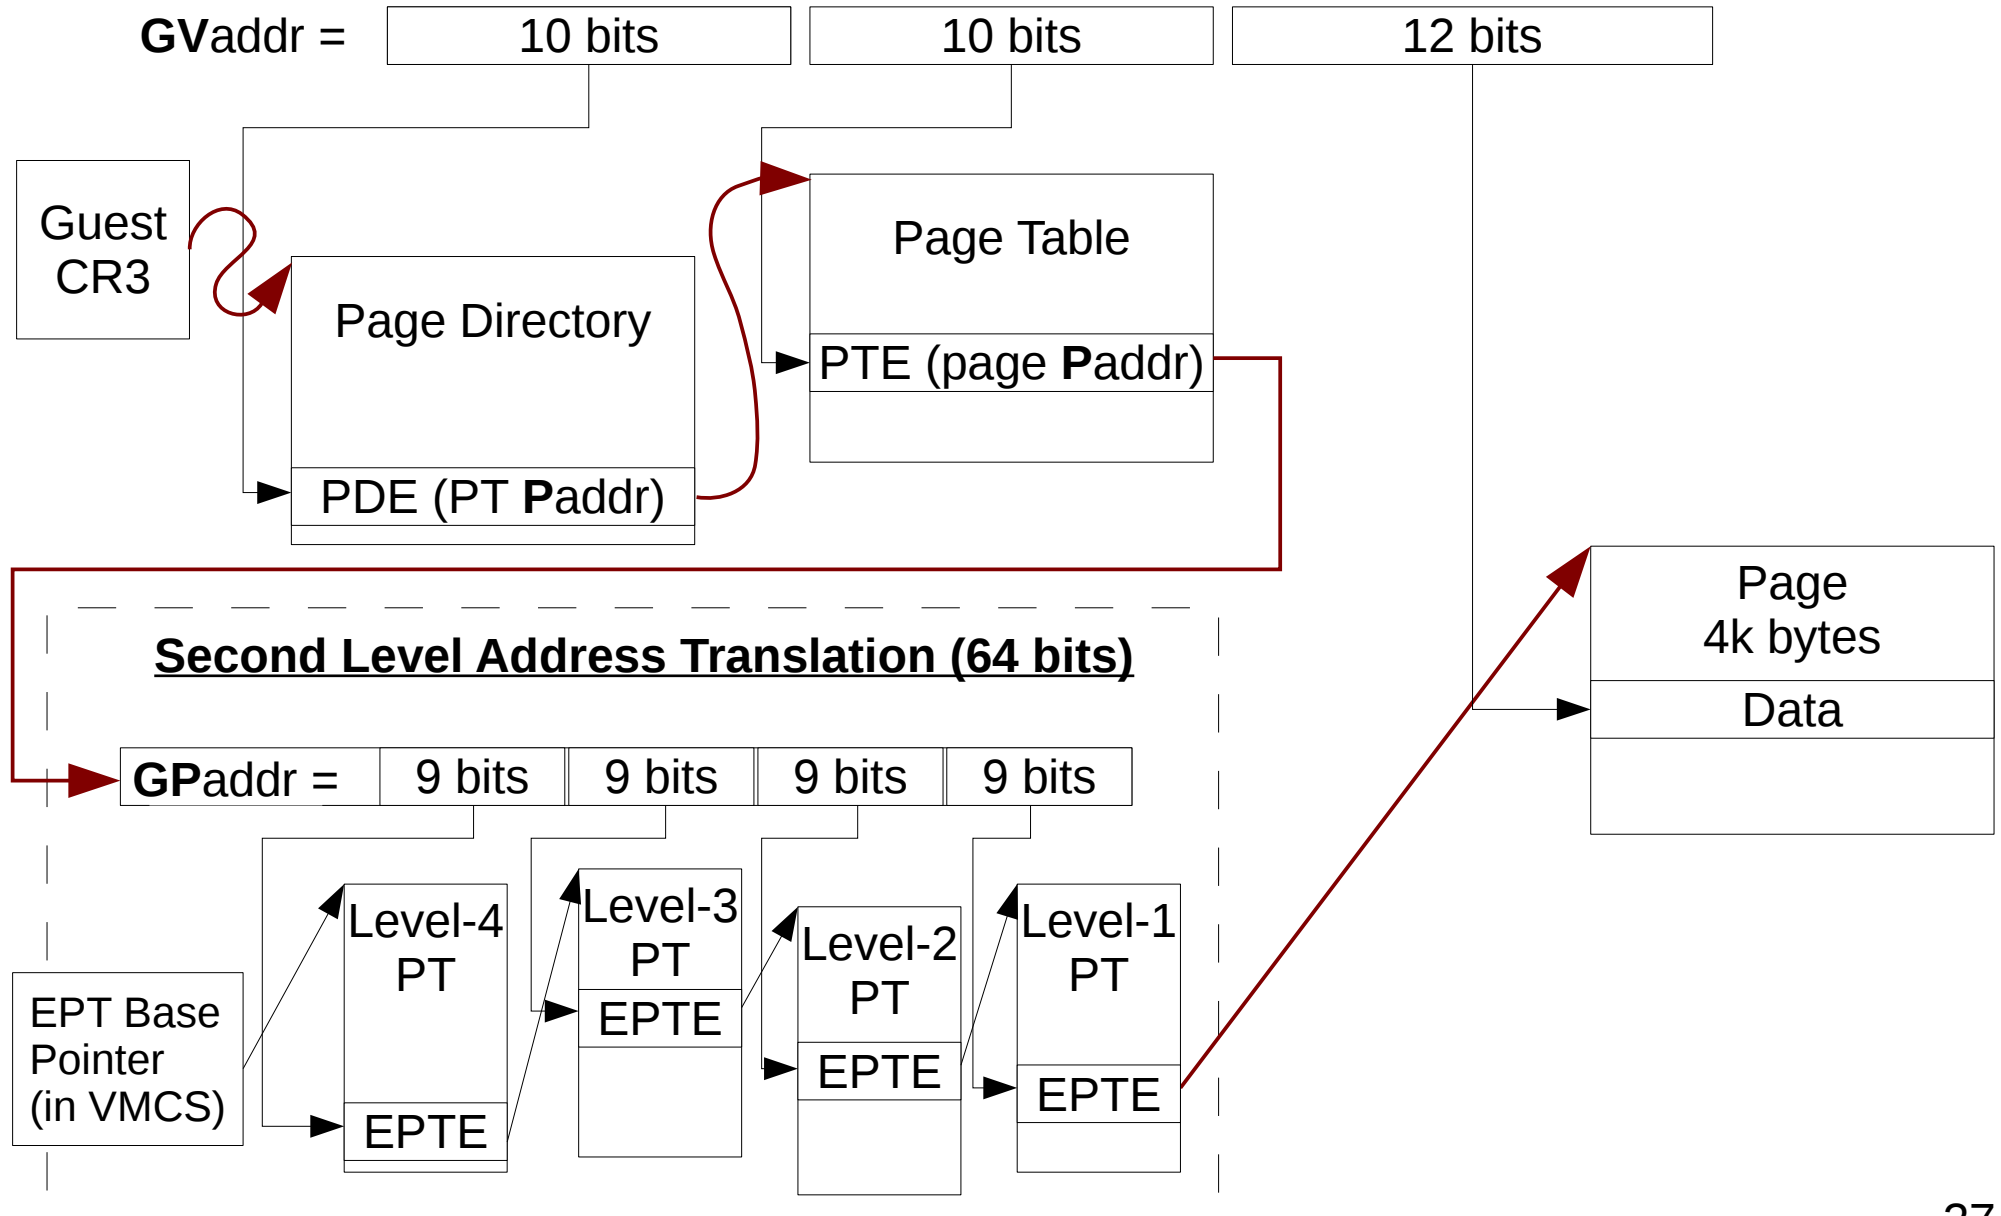 GVaddr =
10 bits
10 bits
12 bits
Guest
CR3
Page Directory
PDE (PT Paddr)
Page Table
PTE (page Paddr)
Page
4k bytes
Data
Second Level Address Translation (64 bits)
GPaddr =
9 bits
9 bits
9 bits
9 bits
EPT Base
Pointer
(in VMCS)
Level-4
PT
EPTE
Level-3
PT
EPTE
Level-2
PT
EPTE
Level-1
PT
EPTE